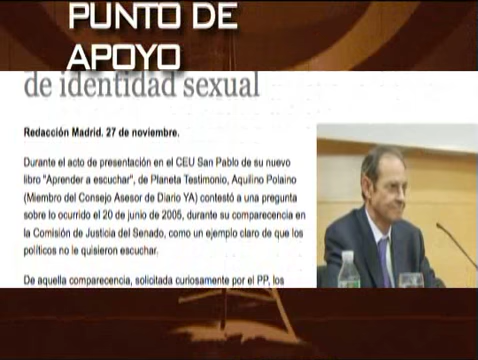 PUNTO DE
APOYO
de identidad sexual
Redacción Madrid. 27 de noviembre.
Durante el acto de presentación en el CEU San Pablo de su nuevo
libro "Aprender a escuchar", de Planeta Testimonio, Aquilino Polaino
(Miembro del Consejo Asesor de Diario YA) contestó a una pregunta
sobre lo ocurrido el 20 de junio de 2005, durante su comparecencia en
la Comisión de Justicia del Senado, como un ejemplo claro de que los
políticos no le quisieron escuchar.
De aquella comparecencia, solicitada curiosamente por el PP, los